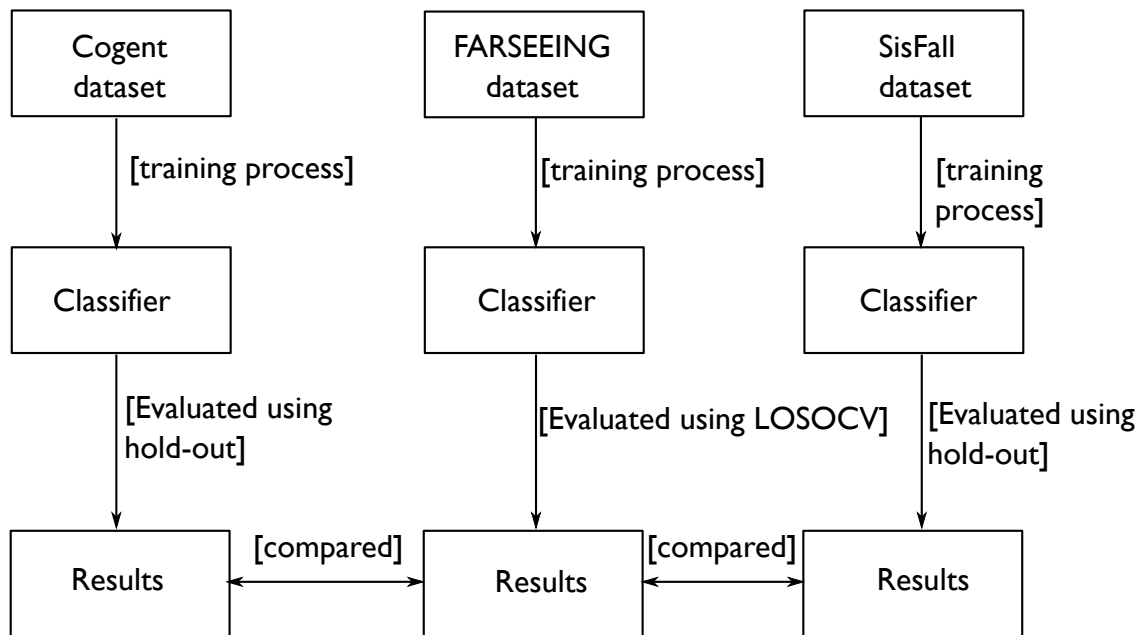 Cogent
dataset
FARSEEING
dataset
SisFall
dataset
[training process]
[training process]
[training
process]
Classifier
Classifier
Classifier
[Evaluated using
hold-out]
[Evaluated using LOSOCV]
[Evaluated using
hold-out]
Results
[compared]
Results
[compared]
Results